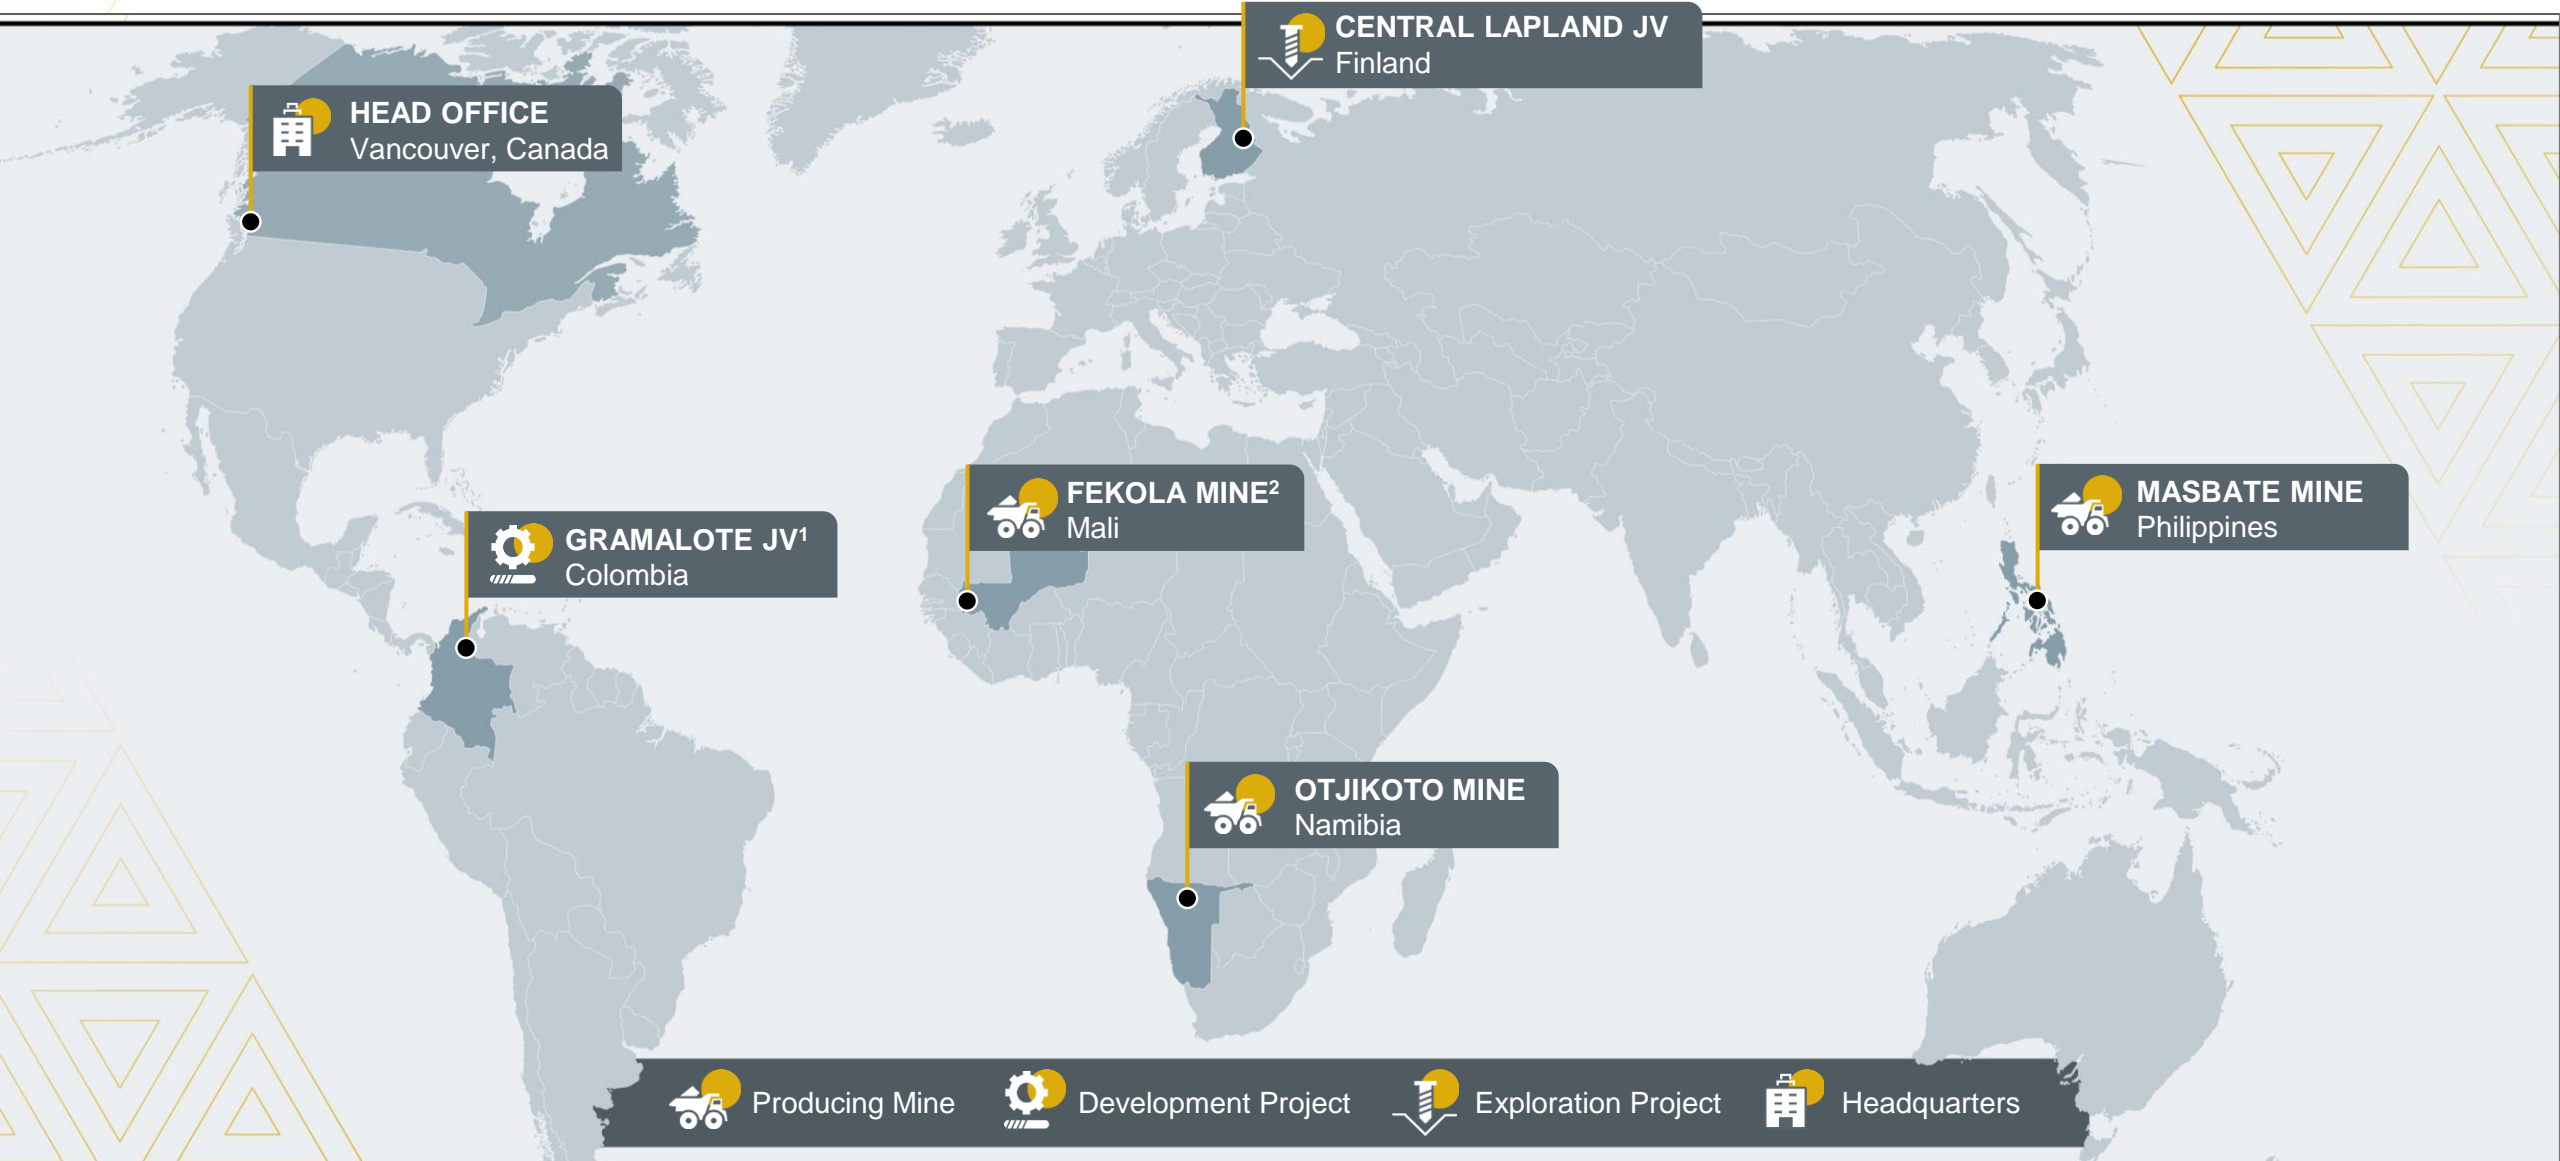 CENTRAL LAPLAND JV
Finland
HEAD OFFICE
Vancouver, Canada
FEKOLA MINE²
Mali
MASBATE MINE
Philippines
GRAMALOTE JV¹
Colombia
OTJIKOTO MINE
Namibia
Producing Mine
Development Project
Exploration Project
Headquarters